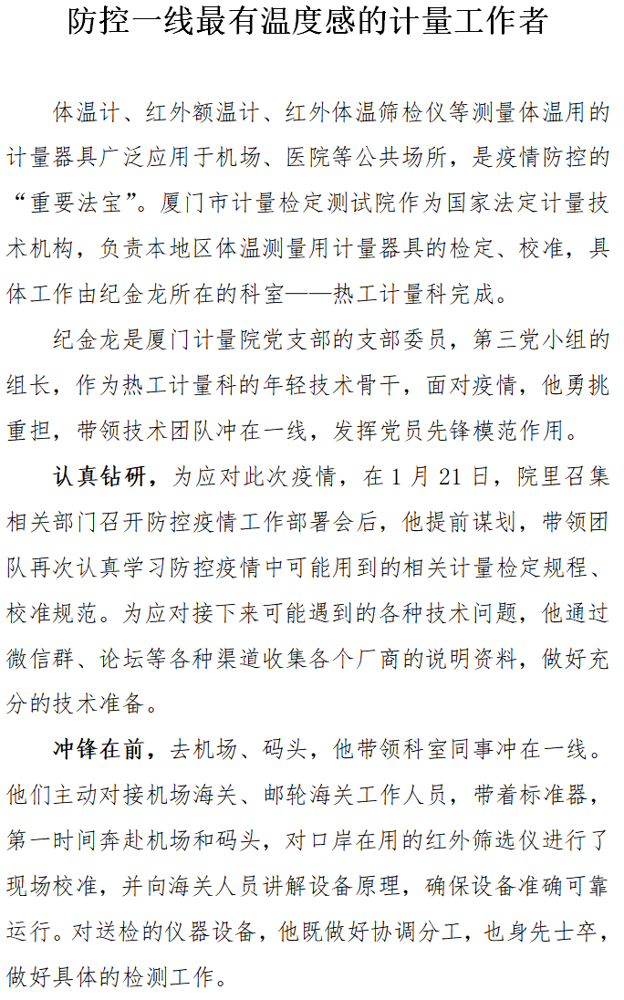 防控一线最有温度感的计量工作者
体温计、红外额温计、红外体温筛检仪等测量体温用的
计量器具广泛应用于机场、医院等公共场所，是疫情防控的
“重要法宝”。厦门市计量检定测试院作为国家法定计量技
术机构，负责本地区体温测量用计量器具的检定、校准，具
体工作由纪金龙所在的科室——热工计量科完成。
纪金龙是厦门计量院党支部的支部委员，第三党小组的
组长，作为热工计量科的年轻技术骨干，面对疫情，他勇挑
重担，带领技术团队冲在一线，发挥党员先锋模范作用。
认真钻研，为应对此次疫情，在 1 月 21 日，院里召集
相关部门召开防控疫情工作部署会后，他提前谋划，带领团
队再次认真学习防控疫情中可能用到的相关计量检定规程、
校准规范。为应对接下来可能遇到的各种技术问题，他通过
微信群、论坛等各种渠道收集各个厂商的说明资料，做好充
分的技术准备。
冲锋在前，去机场、码头，他带领科室同事冲在一线。
他们主动对接机场海关、邮轮海关工作人员，带着标准器，
第一时间奔赴机场和码头，对口岸在用的红外筛选仪进行了
现场校准，并向海关人员讲解设备原理，确保设备准确可靠
运行。对送检的仪器设备，他既做好协调分工，也身先士卒，
做好具体的检测工作。